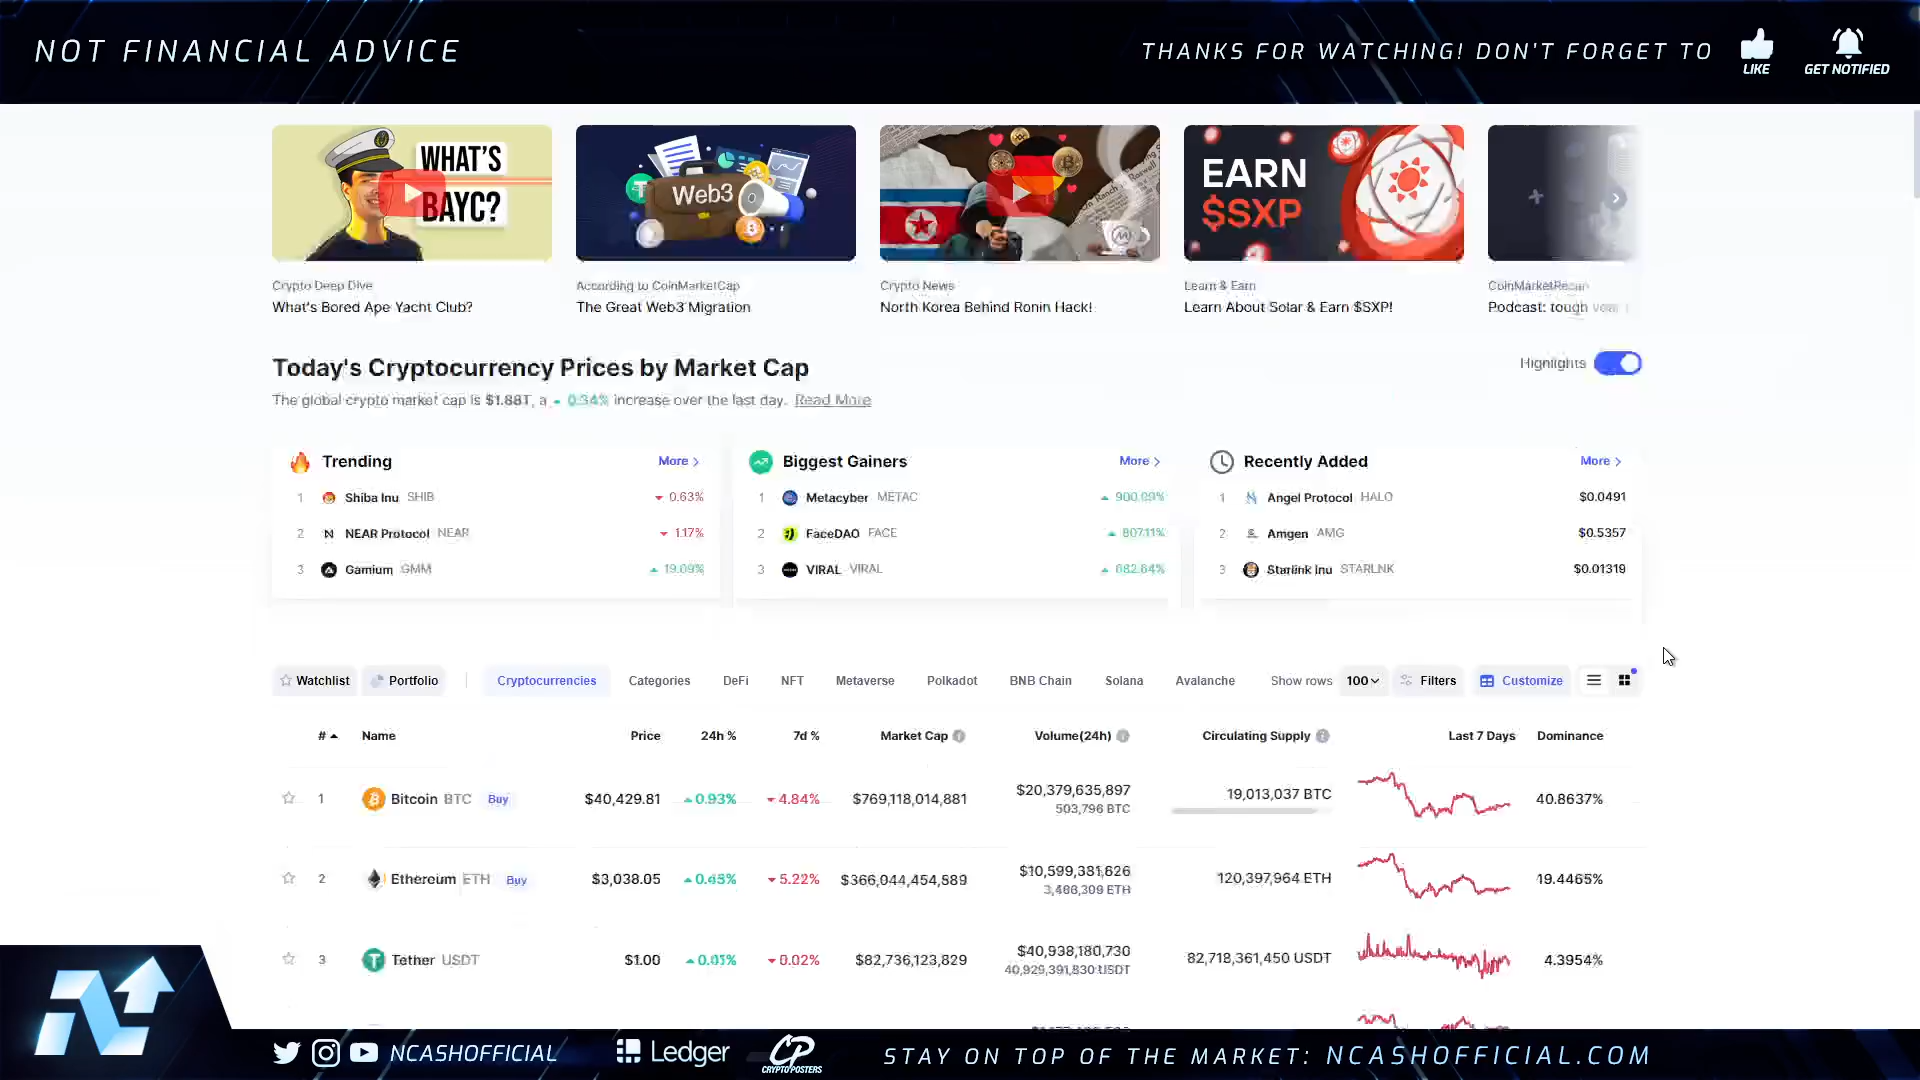 NOT FINANCIAL ADVICE
THANKS FOR WATCHING! DON'T FORGET TO
LIKE
GET NOTIFIED
WHAT'S
BAYC?
Web3
EARN
$SXP
Crypto Deep Dive
What's Bored Ape Yacht Club?
According to CoinMarketCap
The Great Web3 Migration
Crypto News
North Korea Behind Ronin Hack!
Learn & Earn
Learn About Solar & Earn $SXP!
Podcast:
Today's Cryptocurrency Prices by Market Cap
Highlights
The global crypto market cap is $1.88T, a 0.34% increase over the last day. Read More
Trending More
1 Shiba Inu SHIB 0.63%
2 NEAR Protocol NEAR 1.17%
3 Gamium GMM 19.09%
Biggest Gainers More
1 Metacyber METAC 900.09%
2 FaceDAO FACE 807.11%
3 VIRAL VIRAL 682.64%
Recently Added More
1 Angel Protocol HALO $0.0491
2 Amgen AMG $0.5357
3 Starlink Inu STARLNK $0.01319
Watchlist Portfolio Cryptocurrencies Categories DeFi NFT Metaverse Polkadot BNB Chain Solana Avalanche Show rows 100 Filters Customize
# Name Price 24h % 7d % Market Cap Volume(24h) Circulating Supply Last 7 Days Dominance
1 Bitcoin BTC Buy $40,429.81 0.93% 4.84% $769,118,014,881 $20,379,635,897 19,013,037 BTC 40.8637%
503,796 BTC
2 Ethereum ETH Buy $3,038.05 0.45% 5.22% $366,044,454,589 $10,599,381,626 120,397,964 ETH 19.4465%
3,486,309 ETH
3 Tether USDT $1.00 0.01% 0.02% $82,736,123,829 $40,938,180,730 82,718,361,450 USDT 4.3954%
40,929,391,830 USDT
NCASHOFFICIAL
Ledger
CP
CRYPTO POSTERS
STAY ON TOP OF THE MARKET: NCASHOFFICIAL.COM